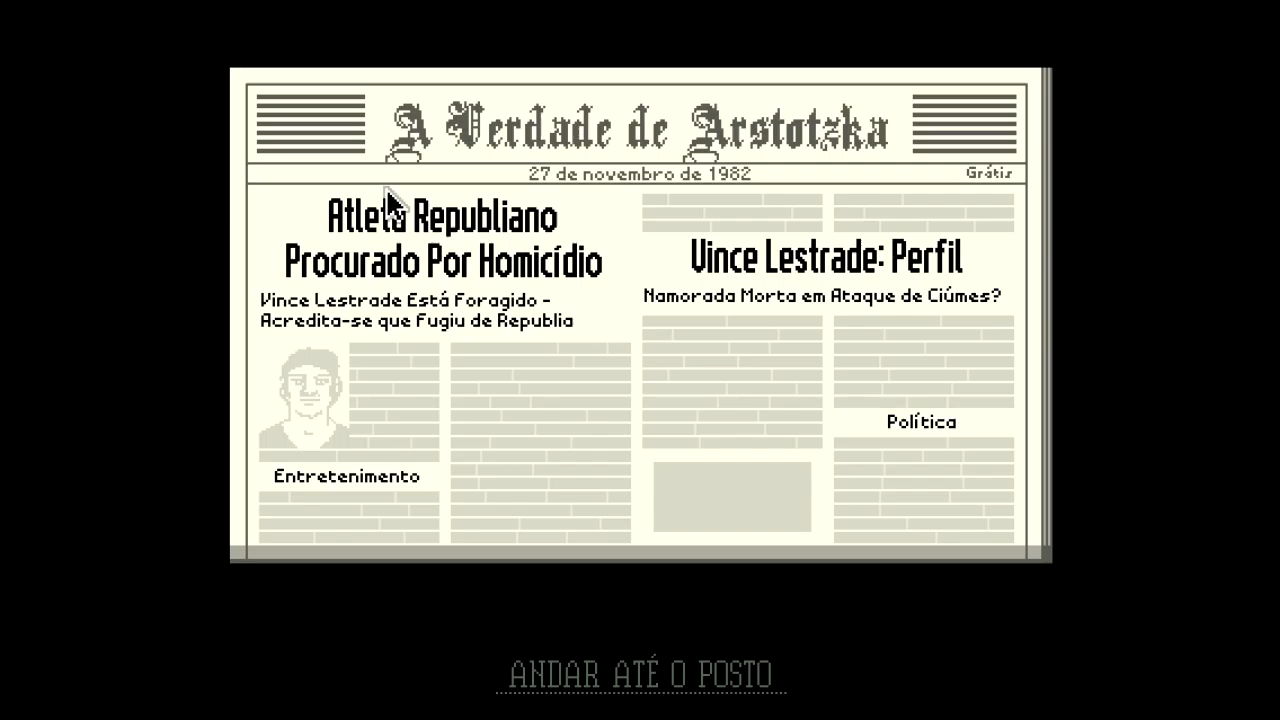 A Verdade de Arstotzka
27 de novembro de 1982
Grátis
Atleta Republiano
Procurado Por Homicídio
Vince Lestrade Está Foragido -
Acredita-se que Fugiu de Republia
Entretenimento
Vince Lestrade: Perfil
Namorada Morta em Ataque de Ciúmes?
Política
ANDAR ATÉ O POSTO